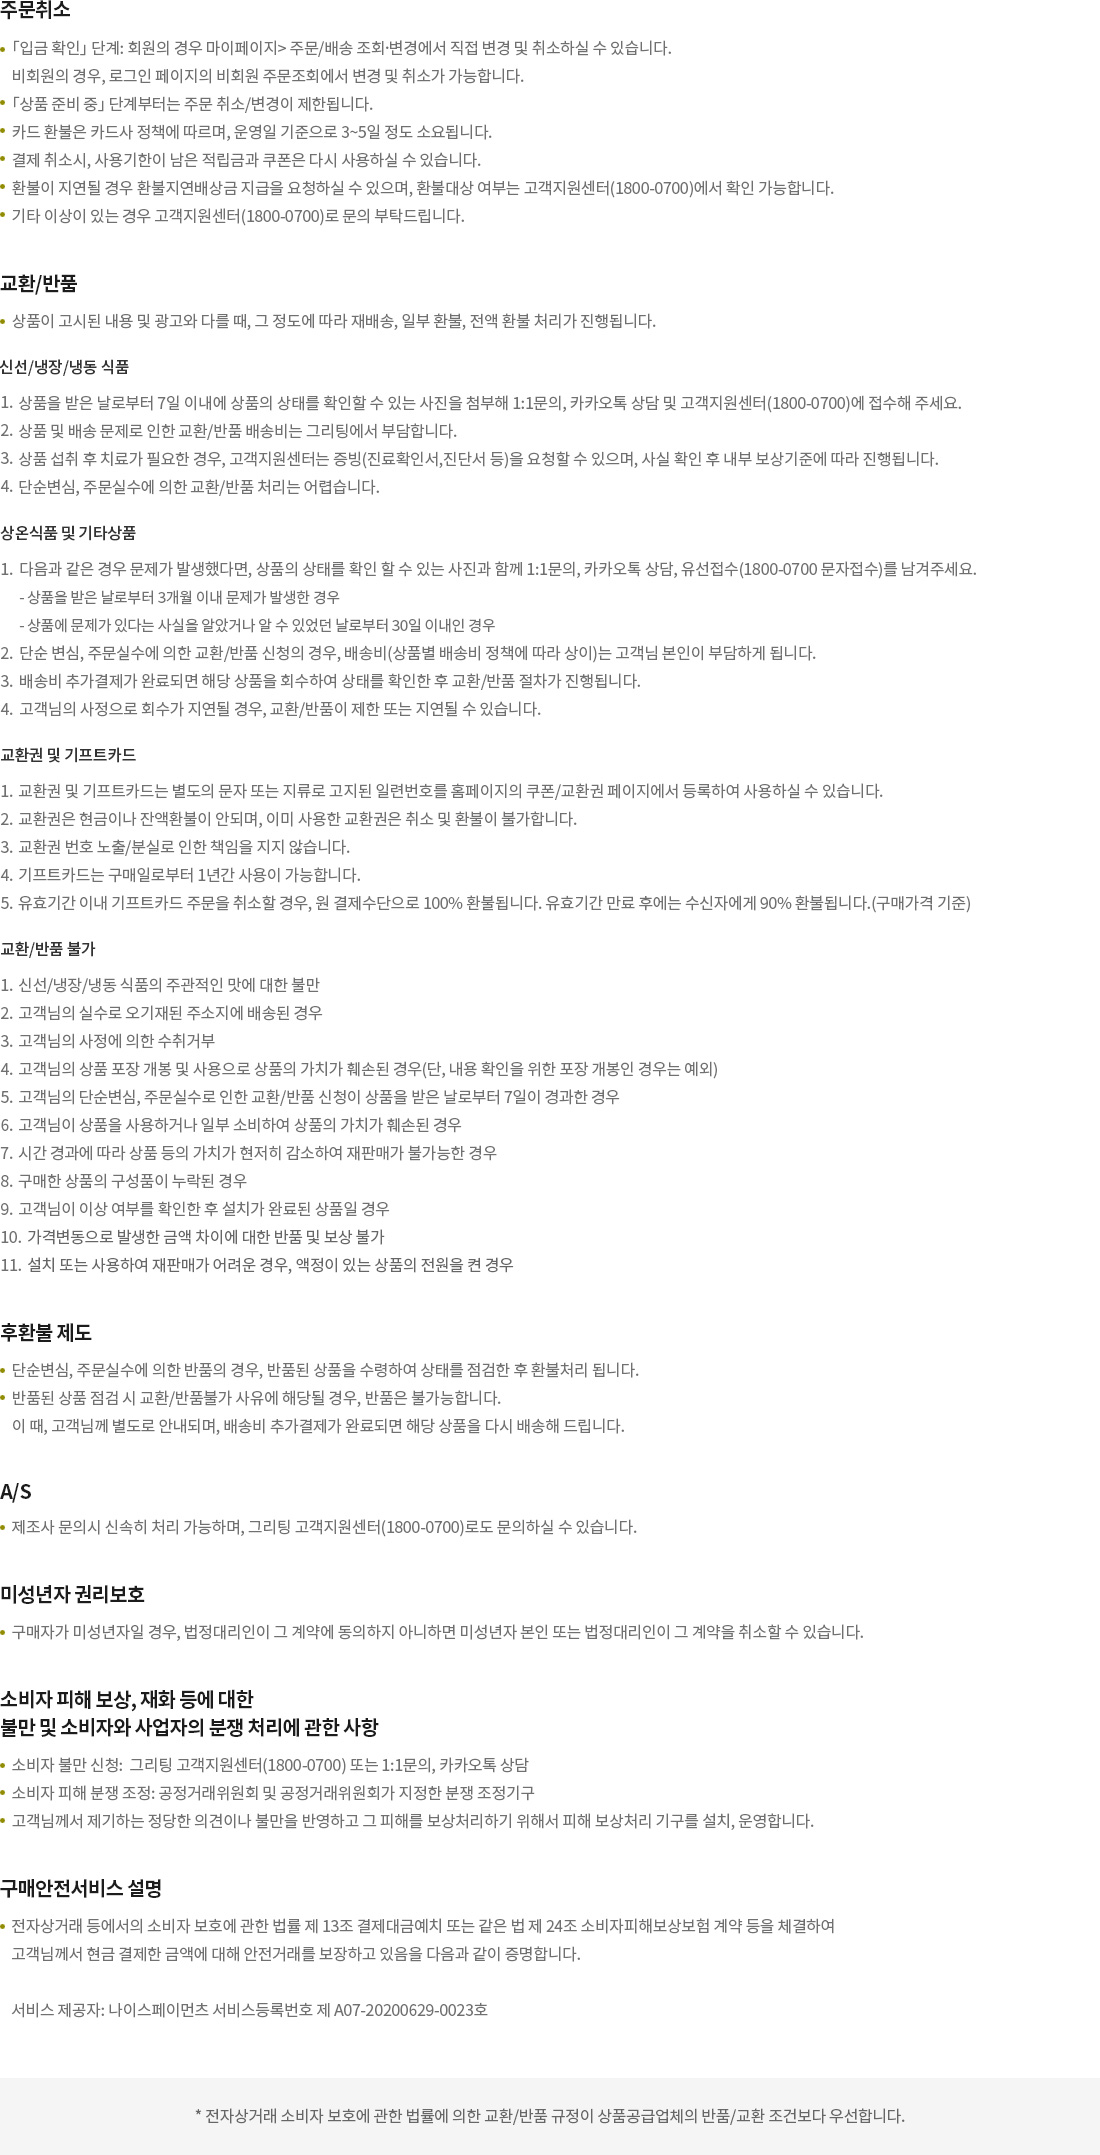 주문취소
• 「입금 확인」 단계: 회원의 경우 마이페이지> 주문/배송 조회·변경에서 직접 변경 및 취소하실 수 있습니다.
비회원의 경우, 로그인 페이지의 비회원 주문조회에서 변경 및 취소가 가능합니다.
• 「상품 준비 중」 단계부터는 주문 취소/변경이 제한됩니다.
• 카드 환불은 카드사 정책에 따르며, 운영일 기준으로 3~5일 정도 소요됩니다.
• 결제 취소시, 사용기한이 남은 적립금과 쿠폰은 다시 사용하실 수 있습니다.
• 환불이 지연될 경우 환불지연배상금 지급을 요청하실 수 있으며, 환불대상 여부는 고객지원센터(1800-0700)에서 확인 가능합니다.
• 기타 이상이 있는 경우 고객지원센터(1800-0700)로 문의 부탁드립니다.
교환/반품
• 상품이 고시된 내용 및 광고와 다를 때, 그 정도에 따라 재배송, 일부 환불, 전액 환불 처리가 진행됩니다.
신선/냉장/냉동 식품
1. 상품을 받은 날로부터 7일 이내에 상품의 상태를 확인할 수 있는 사진을 첨부해 1:1문의, 카카오톡 상담 및 고객지원센터(1800-0700)에 접수해 주세요.
2. 상품 및 배송 문제로 인한 교환/반품 배송비는 그리팅에서 부담합니다.
3. 상품 섭취 후 치료가 필요한 경우, 고객지원센터는 증빙(진료확인서,진단서 등)을 요청할 수 있으며, 사실 확인 후 내부 보상기준에 따라 진행됩니다.
4. 단순변심, 주문실수에 의한 교환/반품 처리는 어렵습니다.
상온식품 및 기타상품
1. 다음과 같은 경우 문제가 발생했다면, 상품의 상태를 확인 할 수 있는 사진과 함께 1:1문의, 카카오톡 상담, 유선접수(1800-0700 문자접수)를 남겨주세요.
- 상품을 받은 날로부터 3개월 이내 문제가 발생한 경우
- 상품에 문제가 있다는 사실을 알았거나 알 수 있었던 날로부터 30일 이내인 경우
2. 단순 변심, 주문실수에 의한 교환/반품 신청의 경우, 배송비(상품별 배송비 정책에 따라 상이)는 고객님 본인이 부담하게 됩니다.
3. 배송비 추가결제가 완료되면 해당 상품을 회수하여 상태를 확인한 후 교환/반품 절차가 진행됩니다.
4. 고객님의 사정으로 회수가 지연될 경우, 교환/반품이 제한 또는 지연될 수 있습니다.
교환권 및 기프트카드
1. 교환권 및 기프트카드는 별도의 문자 또는 지류로 고지된 일련번호를 홈페이지의 쿠폰/교환권 페이지에서 등록하여 사용하실 수 있습니다.
2. 교환권은 현금이나 잔액환불이 안되며, 이미 사용한 교환권은 취소 및 환불이 불가합니다.
3. 교환권 번호 노출/분실로 인한 책임을 지지 않습니다.
4. 기프트카드는 구매일로부터 1년간 사용이 가능합니다.
5. 유효기간 이내 기프트카드 주문을 취소할 경우, 원 결제수단으로 100% 환불됩니다. 유효기간 만료 후에는 수신자에게 90% 환불됩니다.(구매가격 기준)
교환/반품 불가
1. 신선/냉장/냉동 식품의 주관적인 맛에 대한 불만
2. 고객님의 실수로 오기재된 주소지에 배송된 경우
3. 고객님의 사정에 의한 수취거부
4. 고객님의 상품 포장 개봉 및 사용으로 상품의 가치가 훼손된 경우(단, 내용 확인을 위한 포장 개봉인 경우는 예외)
5. 고객님의 단순변심, 주문실수로 인한 교환/반품 신청이 상품을 받은 날로부터 7일이 경과한 경우
6. 고객님이 상품을 사용하거나 일부 소비하여 상품의 가치가 훼손된 경우
7. 시간 경과에 따라 상품 등의 가치가 현저히 감소하여 재판매가 불가능한 경우
8. 구매한 상품의 구성품이 누락된 경우
9. 고객님이 이상 여부를 확인한 후 설치가 완료된 상품일 경우
10. 가격변동으로 발생한 금액 차이에 대한 반품 및 보상 불가
11. 설치 또는 사용하여 재판매가 어려운 경우, 액정이 있는 상품의 전원을 켠 경우
후환불 제도
• 단순변심, 주문실수에 의한 반품의 경우, 반품된 상품을 수령하여 상태를 점검한 후 환불처리 됩니다.
• 반품된 상품 점검 시 교환/반품불가 사유에 해당될 경우, 반품은 불가능합니다.
이 때, 고객님께 별도로 안내되며, 배송비 추가결제가 완료되면 해당 상품을 다시 배송해 드립니다.
A/S
• 제조사 문의시 신속히 처리 가능하며, 그리팅 고객지원센터(1800-0700)로도 문의하실 수 있습니다.
미성년자 권리보호
• 구매자가 미성년자일 경우, 법정대리인이 그 계약에 동의하지 아니하면 미성년자 본인 또는 법정대리인이 그 계약을 취소할 수 있습니다.
소비자 피해 보상, 재화 등에 대한
불만 및 소비자와 사업자의 분쟁 처리에 관한 사항
• 소비자 불만 신청: 그리팅 고객지원센터(1800-0700) 또는 1:1문의, 카카오톡 상담
• 소비자 피해 분쟁 조정: 공정거래위원회 및 공정거래위원회가 지정한 분쟁 조정기구
• 고객님께서 제기하는 정당한 의견이나 불만을 반영하고 그 피해를 보상처리하기 위해서 피해 보상처리 기구를 설치, 운영합니다.
구매안전서비스 설명
• 전자상거래 등에서의 소비자 보호에 관한 법률 제 13조 결제대금예치 또는 같은 법 제 24조 소비자피해보상보험 계약 등을 체결하여
고객님께서 현금 결제한 금액에 대해 안전거래를 보장하고 있음을 다음과 같이 증명합니다.
서비스 제공자: 나이스페이먼츠 서비스등록번호 제 A07-20200629-0023호
* 전자상거래 소비자 보호에 관한 법률에 의한 교환/반품 규정이 상품공급업체의 반품/교환 조건보다 우선합니다.